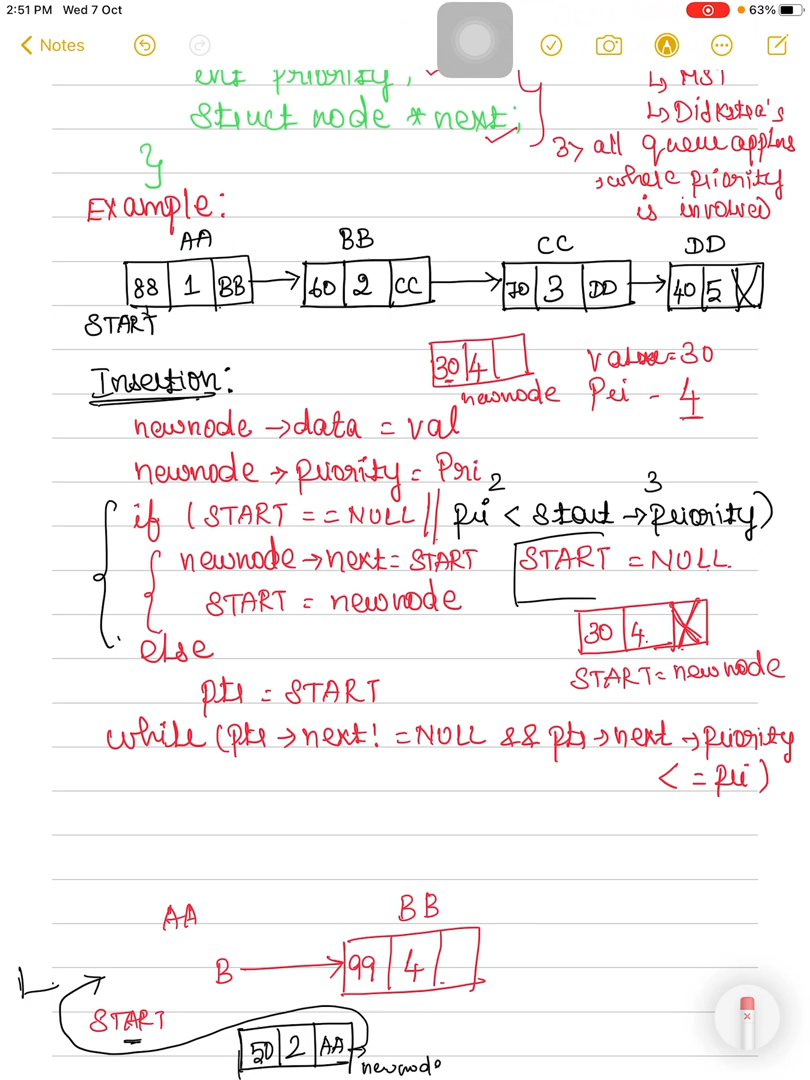 2:51 PM Wed 7 Oct
63%
Notes
int priority;
Struct node *next;
}
↳ MST
↳ Dijkstra's
3> all queue applns
where priority
is involved
Example:
AA BB CC DD
88 1 BB 60 2 CC 70 3 DD 40 5 X
START
30 4
newnode
value=30
Pri - 4
Insertion:
newnode →data = val
newnode → priority = Pri
2 3
if (START == NULL || pri < start →priority)
newnode →next = START
START = NULL
START = newnode
30 4 X
else
START = newnode
ptr = START
while (ptr →next! =NULL && ptr→next →priority
< = pri)
AA
BB
B 99 4
1.
START
50 2 AA
newnode